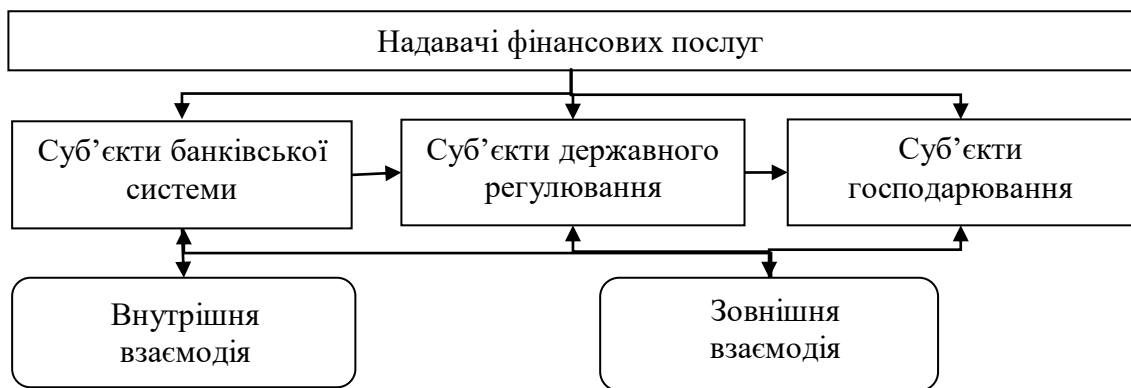 Надавачі фінансових послуг
Суб’єкти банківської
системи
Суб’єкти державного
регулювання
Суб’єкти
господарювання
Внутрішня
взаємодія
Зовнішня
взаємодія